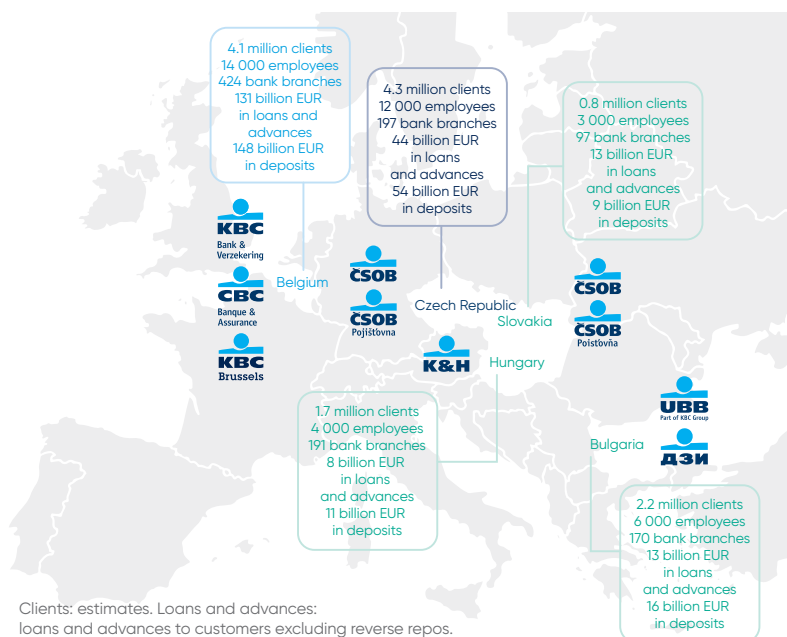 4.1 million clients
14 000 employees
424 bank branches
131 billion EUR
in loans and
advances
148 billion EUR
in deposits
4.3 million clients
12 000 employees
197 bank branches
44 billion EUR
in loans
and advances
54 billion EUR
in deposits
0.8 million clients
3 000 employees
97 bank branches
13 billion EUR
in loans
and advances
9 billion EUR
in deposits
KBC
Bank &
Verzekering
CBC
Banque &
Assurance
KBC
Brussels
Belgium
ČSOB
ČSOB
Pojišťovna
Czech Republic
Slovakia
ČSOB
ČSOB
Poisťovňa
K&H
Hungary
1.7 million clients
4 000 employees
191 bank branches
8 billion EUR
in loans
and advances
11 billion EUR
in deposits
UBB
Part of KBC Group
Bulgaria
ДЗИ
2.2 million clients
6 000 employees
170 bank branches
13 billion EUR
in loans
and advances
16 billion EUR
in deposits
Clients: estimates. Loans and advances:
loans and advances to customers excluding reverse repos.